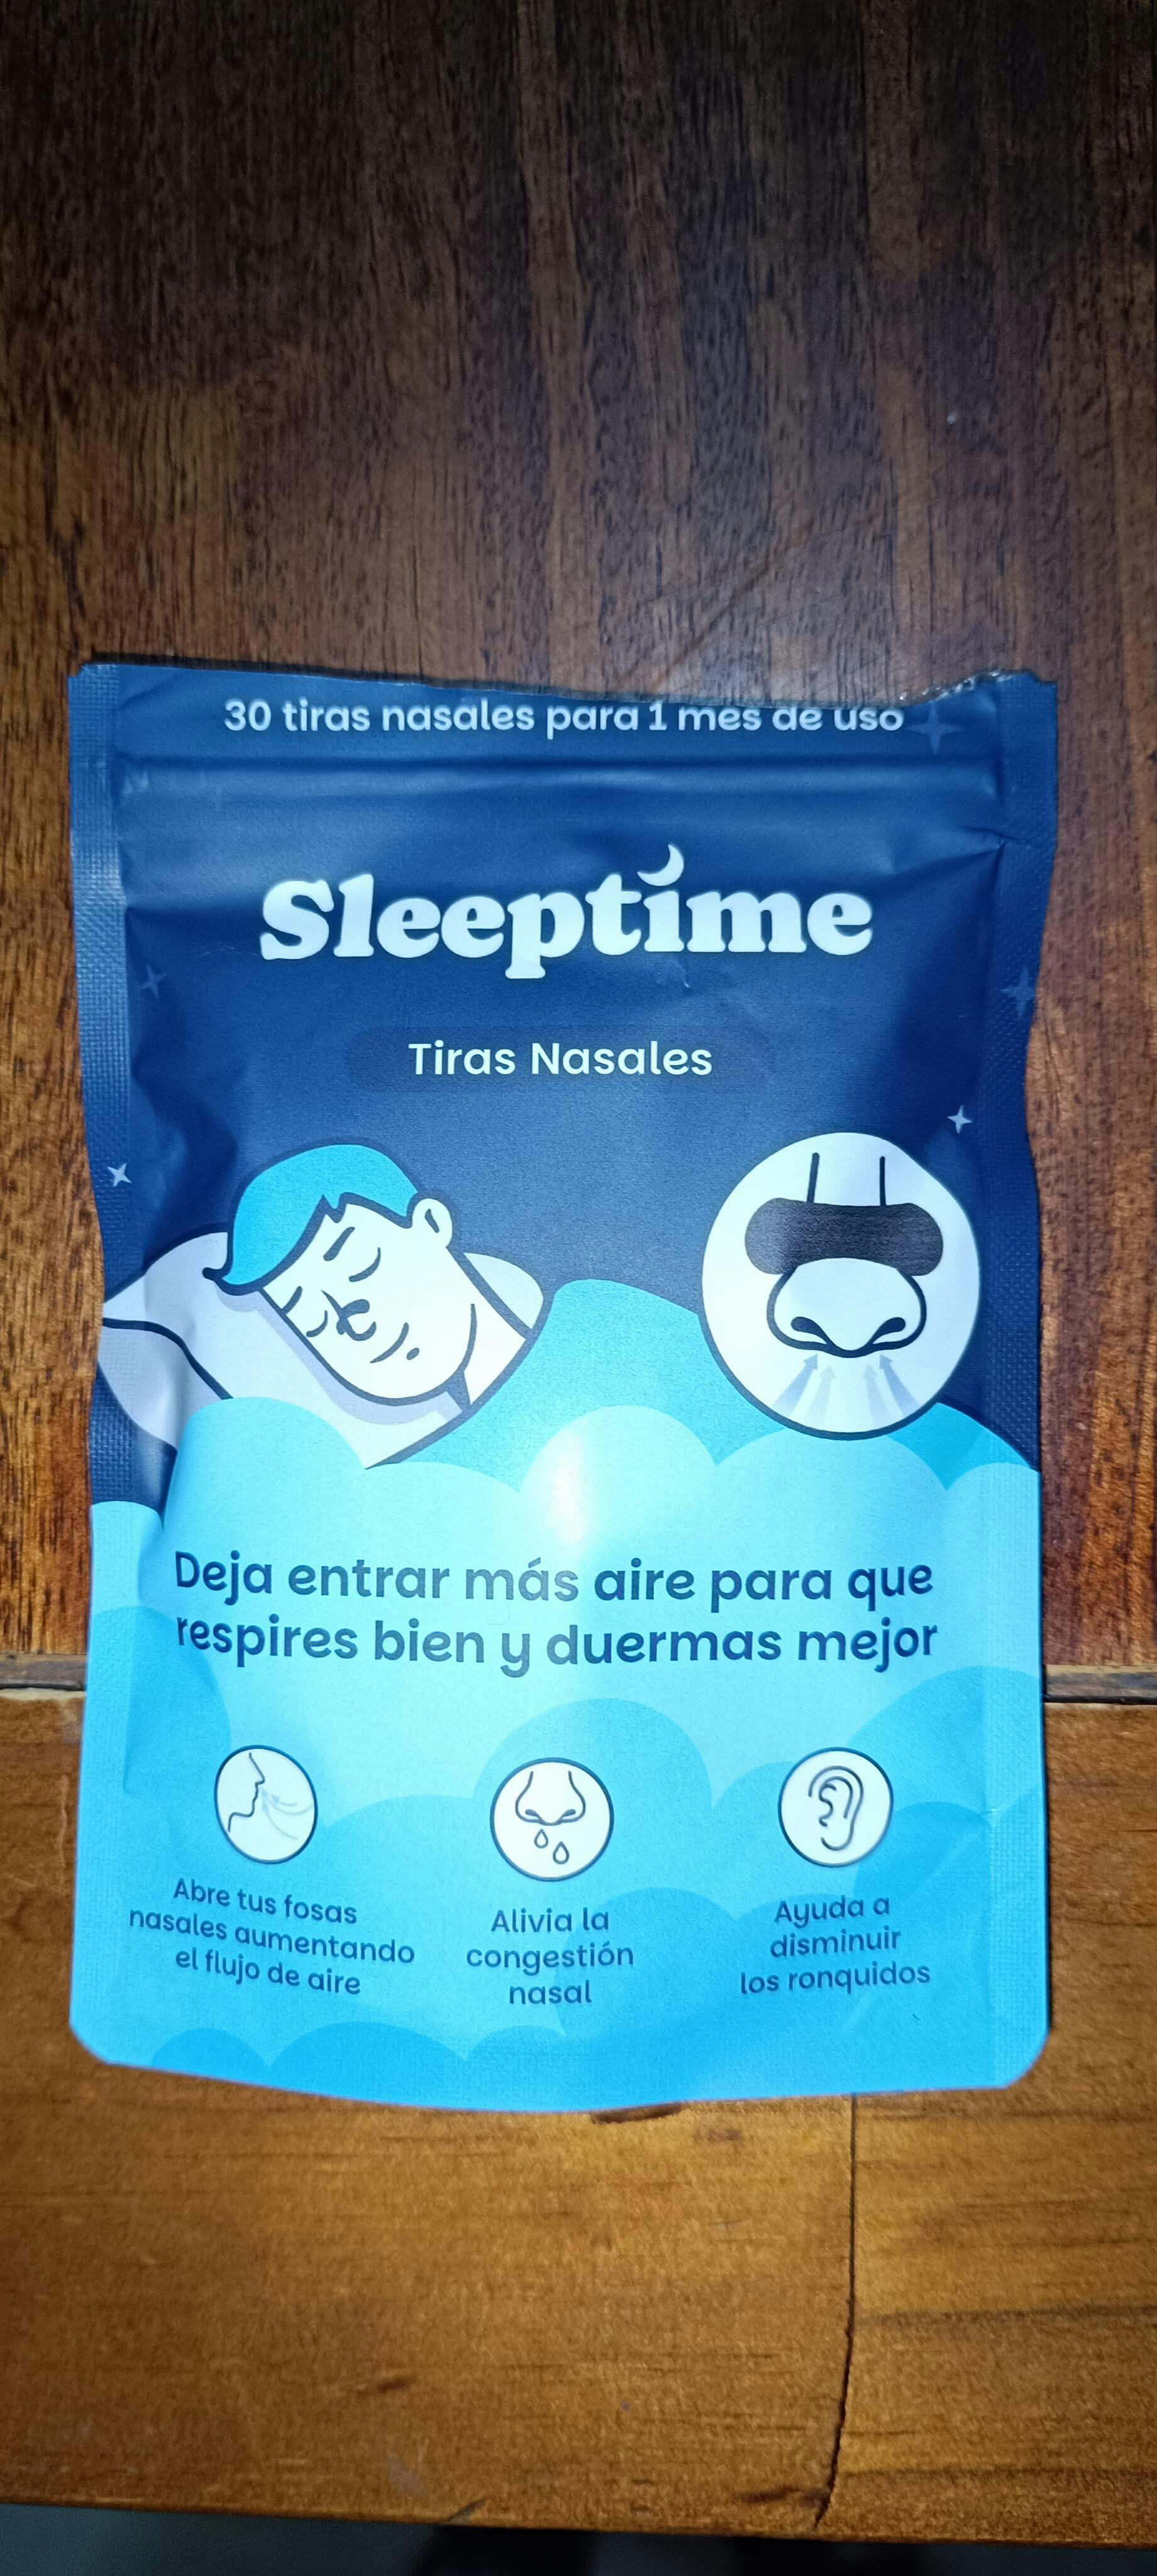 30 tiras nasales para 1 mes de uso
Sleeptime
Tiras Nasales
Deja entrar más aire para que
respires bien y duermas mejor
Abre tus fosas
nasales aumentando
el flujo de aire
Alivia la
congestión
nasal
Ayuda a
disminuir
los ronquidos